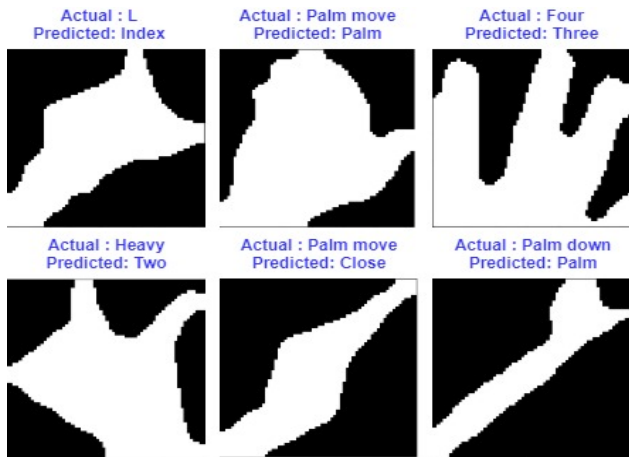 Actual : L
Predicted: Index
Actual : Palm move
Predicted: Palm
Actual : Four
Predicted: Three
Actual : Heavy
Predicted: Two
Actual : Palm move
Predicted: Close
Actual : Palm down
Predicted: Palm